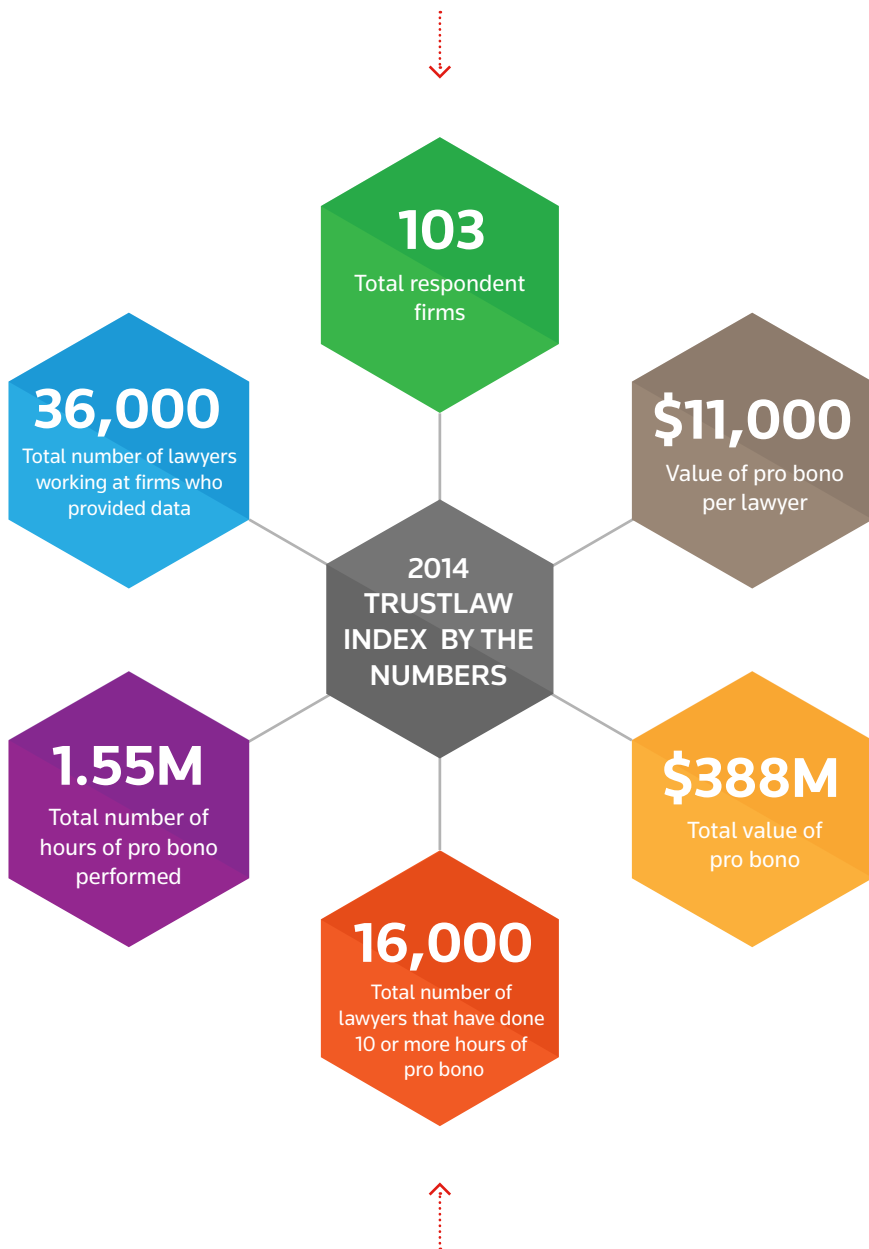 103
Total respondent
firms
36,000
Total number of lawyers
working at firms who
provided data
$11,000
Value of pro bono
per lawyer
2014
TRUSTLAW
INDEX BY THE
NUMBERS
1.55M
Total number of
hours of pro bono
performed
$388M
Total value of
pro bono
16,000
Total number of
lawyers that have done
10 or more hours of
pro bono